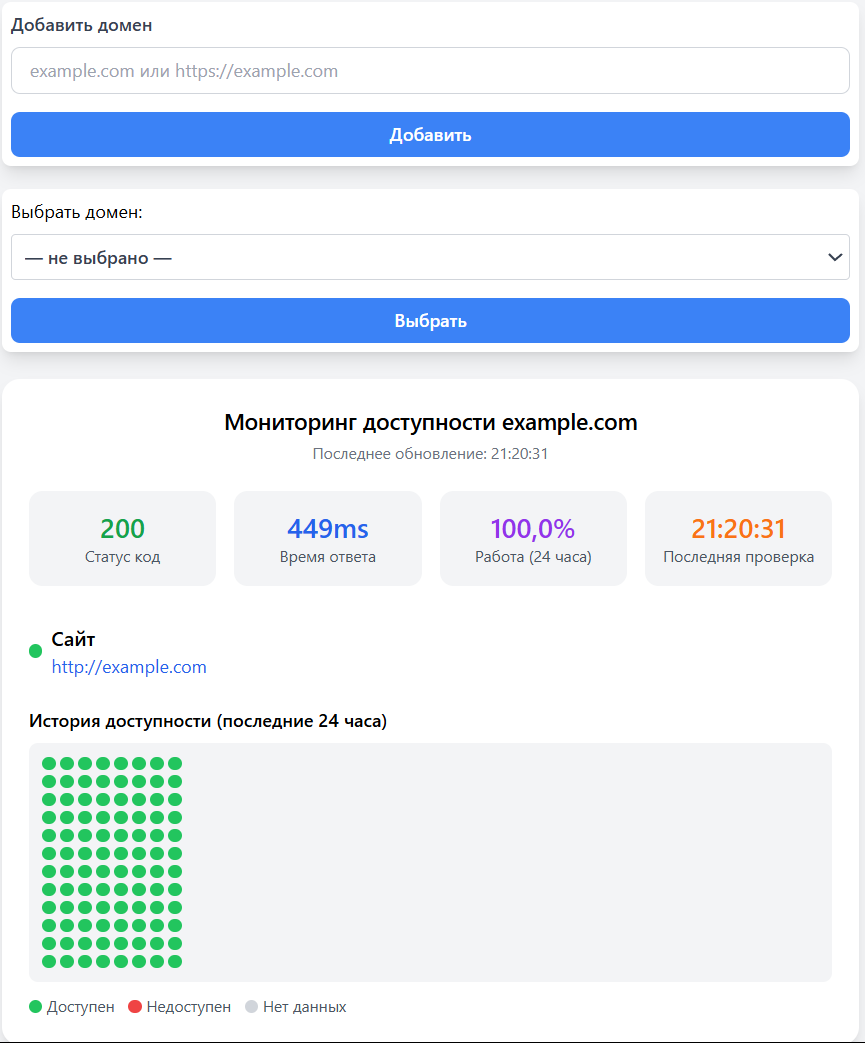 Добавить домен
example.com или https://example.com
Добавить
Выбрать домен:
— не выбрано —
Выбрать
Мониторинг доступности example.com
Последнее обновление: 21:20:31
200
Статус код
449ms
Время ответа
100,0%
Работа (24 часа)
21:20:31
Последняя проверка
Сайт
http://example.com
История доступности (последние 24 часа)
Доступен Недоступен Нет данных